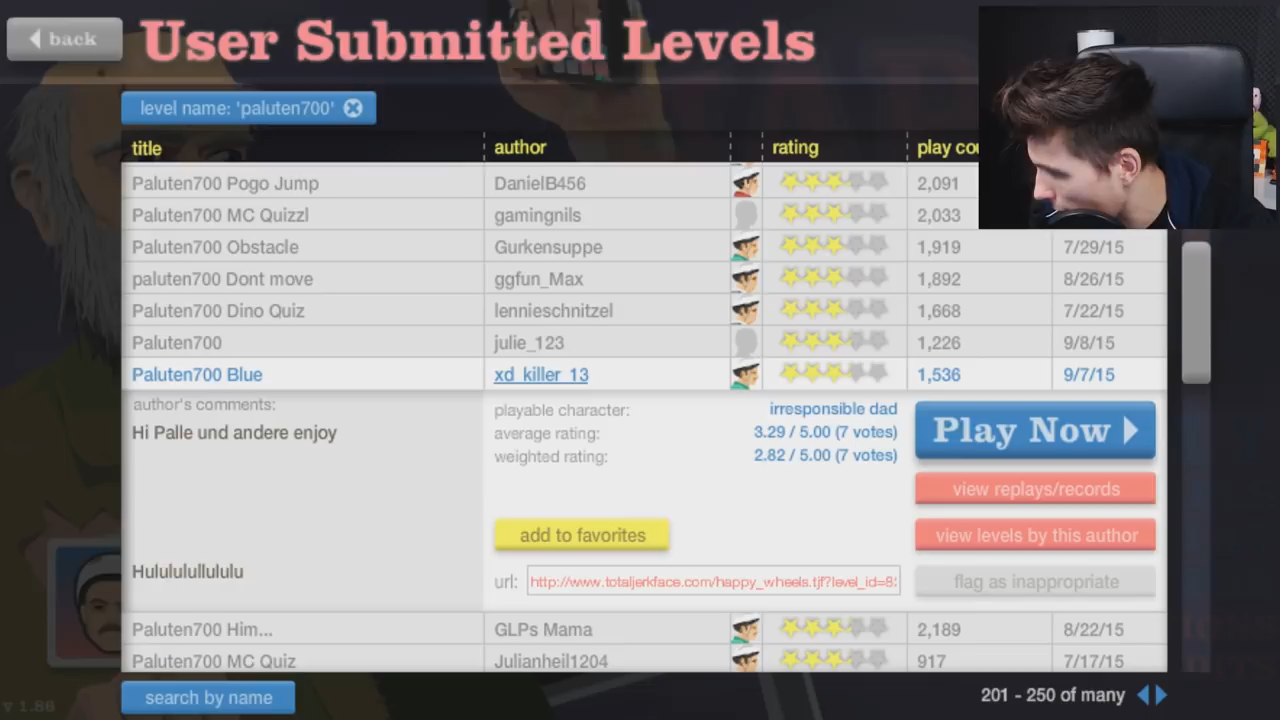 back
User Submitted Levels
level name: 'paluten700'
title author rating play cou
Paluten700 Pogo Jump DanielB456 2,091
Paluten700 MC Quizzl gamingnils 2,033
Paluten700 Obstacle Gurkensuppe 1,919 7/29/15
paluten700 Dont move ggfun_Max 1,892 8/26/15
Paluten700 Dino Quiz lennieschnitzel 1,668 7/22/15
Paluten700 julie_123 1,226 9/8/15
Paluten700 Blue xd_killer_13 1,536 9/7/15
author's comments:
Hi Palle und andere enjoy
Hulululullululu
playable character: irresponsible dad
average rating: 3.29 / 5.00 (7 votes)
weighted rating: 2.82 / 5.00 (7 votes)
Play Now
view replays/records
add to favorites
view levels by this author
url: http://www.totaljerkface.com/happy_wheels.tjf?level_id=8
flag as inappropriate
Paluten700 Him... GLPs Mama 2,189 8/22/15
Paluten700 MC Quiz Julianheil1204 917 7/17/15
search by name
201 - 250 of many
v 1.86